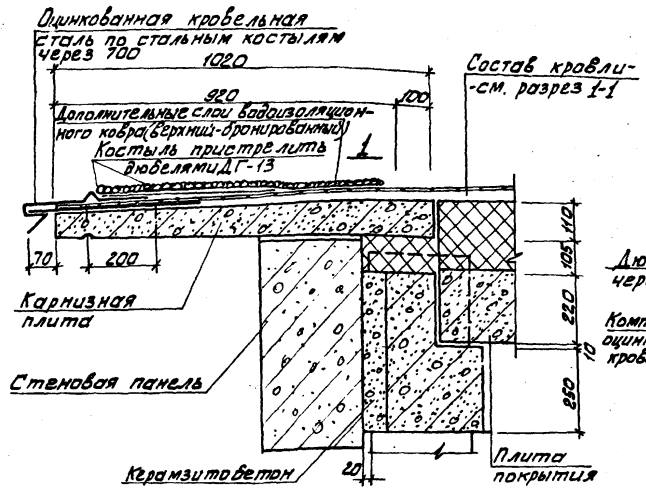 Оцинкованная кровельная
сталь по стальным костылям
через 700
1020
Состав кровли-
-см. разрез 1-1
920
100
Дополнительные слои водоизоляцион-
ного ковра (верхний-бронированный)
Костыль пристрелить
дюбелями ДГ-13
1
110
105
70
200
220
Карнизная
плита
10
250
Стеновая панель
Керамзитобетон
20
Плита
покрытия